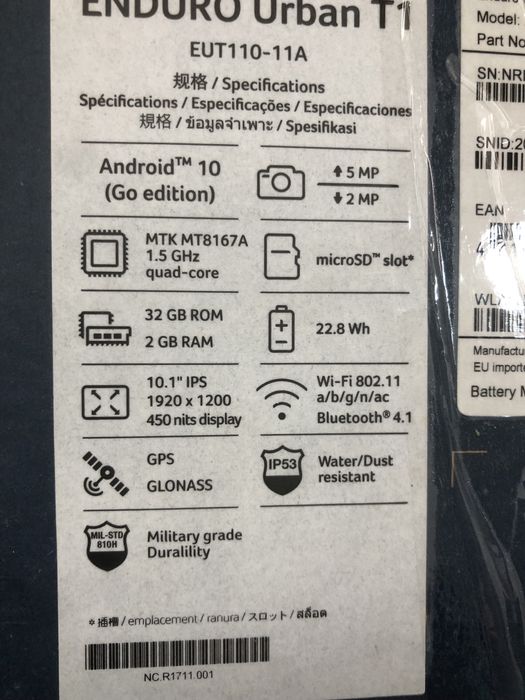 ENDURO Urban T1
EUT110-11A
规格 / Specifications
Spécifications / Especificações / Especificaciones
規格 / ข้อมูลจำเพาะ / Spesifikasi
Android™ 10
(Go edition)
5 MP
2 MP
MTK MT8167A
1.5 GHz
quad-core
microSD™ slot*
32 GB ROM
2 GB RAM
22.8 Wh
10.1" IPS
1920 x 1200
450 nits display
Wi-Fi 802.11
a/b/g/n/ac
Bluetooth® 4.1
GPS
GLONASS
IP53
Water/Dust
resistant
MIL-STD
810H
Military grade
Duralility
* 插槽 / emplacement / ranura / スロット / สล็อต
NC.R1711.001
Model:
Part No
SN:NR
SNID:20
EAN
4
WL
Manufactu
EU importe
Battery M